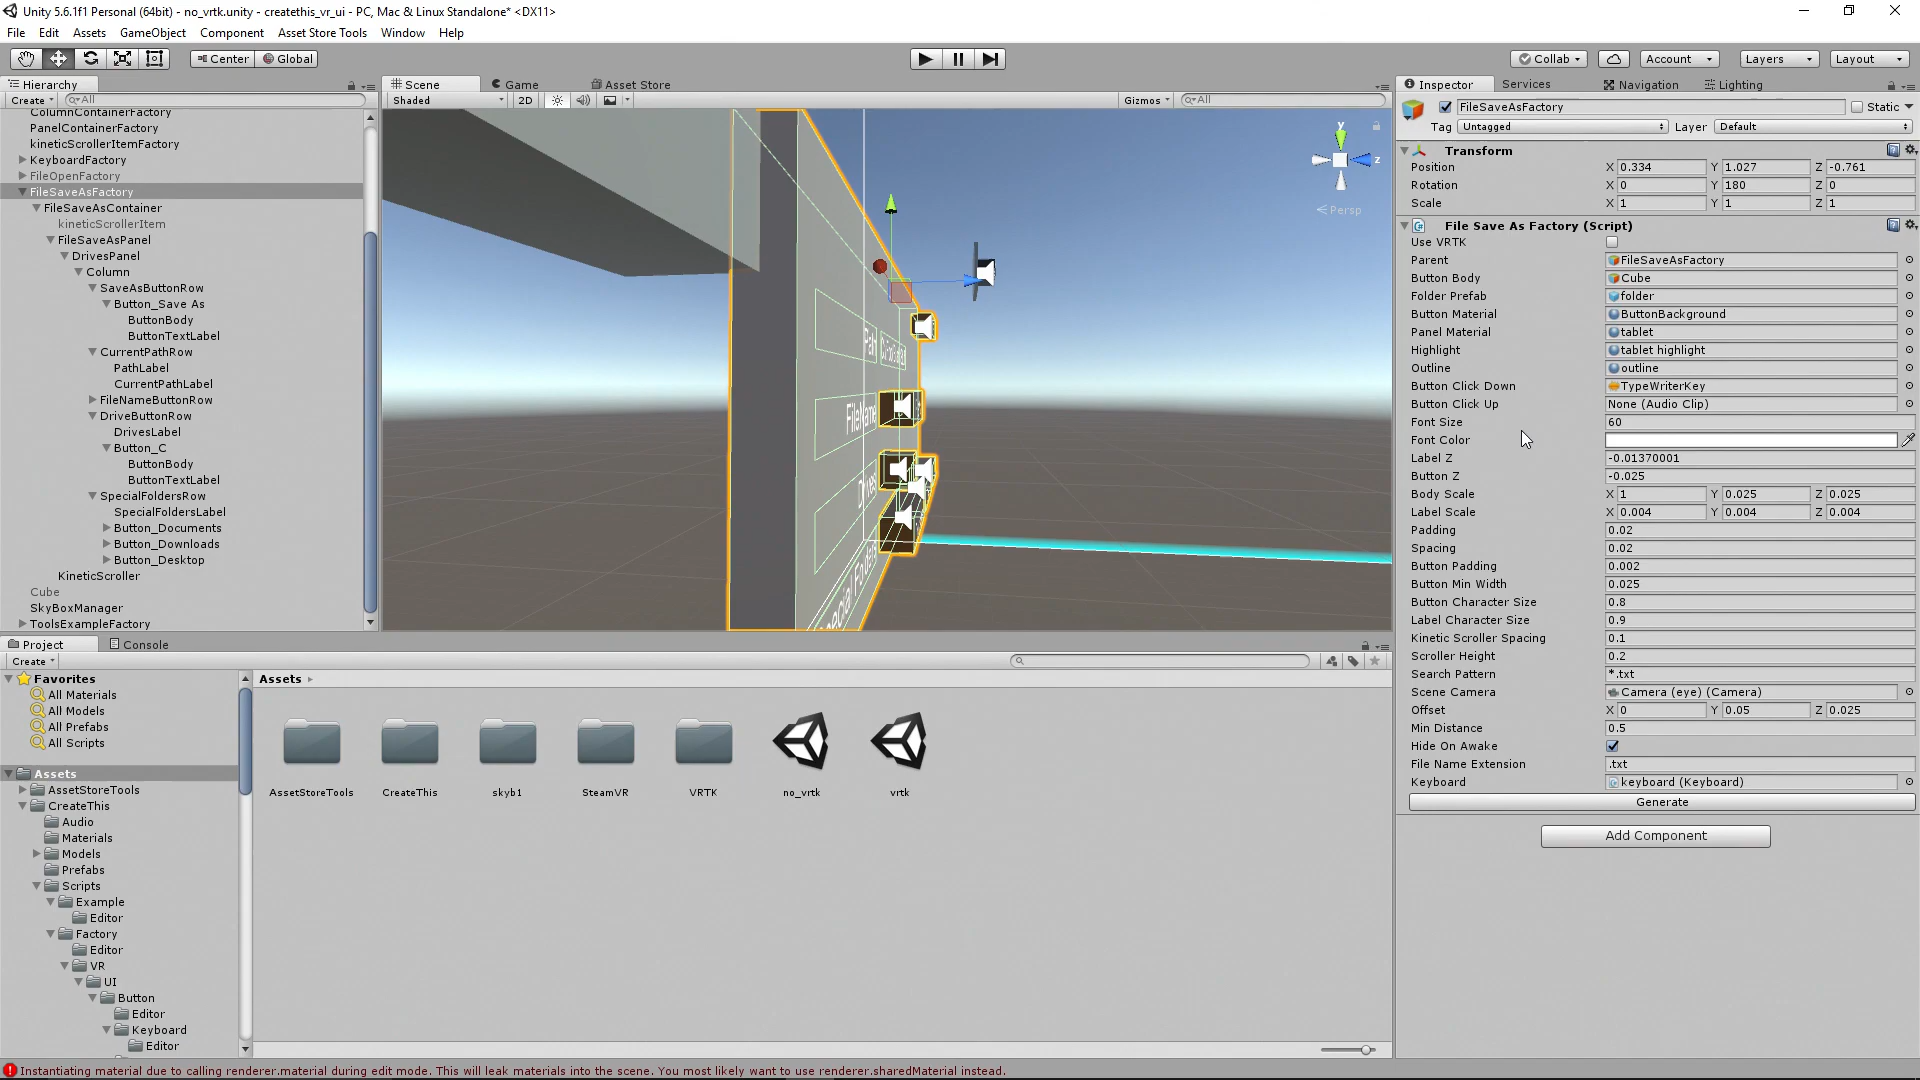 Unity 5.6.1f1 Personal (64bit) - no_vrtk.unity - createthis_vr_ui - PC, Mac & Linux Standalone* <DX11>
File Edit Assets GameObject Component Asset Store Tools Window Help
Center Global
Collab Account Layers Layout
Hierarchy
Create All
ColumnContainerFactory
PanelContainerFactory
kineticScrollerItemFactory
KeyboardFactory
FileOpenFactory
FileSaveAsFactory
FileSaveAsContainer
kineticScrollerItem
FileSaveAsPanel
DrivesPanel
Column
SaveAsButtonRow
Button_Save As
ButtonBody
ButtonTextLabel
CurrentPathRow
PathLabel
CurrentPathLabel
FileNameButtonRow
DriveButtonRow
DrivesLabel
Button_C
ButtonBody
ButtonTextLabel
SpecialFoldersRow
SpecialFoldersLabel
Button_Documents
Button_Downloads
Button_Desktop
KineticScroller
Cube
SkyBoxManager
ToolsExampleFactory
Scene Game Asset Store
Shaded 2D Gizmos All
y
z
Persp
Path
FileName
Drives
Special Folders
Inspector Services Navigation Lighting
FileSaveAsFactory Static
Tag Untagged Layer Default
Transform
Position X 0.334 Y 1.027 Z -0.761
Rotation X 0 Y 180 Z 0
Scale X 1 Y 1 Z 1
File Save As Factory (Script)
Use VRTK
Parent FileSaveAsFactory
Button Body Cube
Folder Prefab folder
Button Material ButtonBackground
Panel Material tablet
Highlight tablet highlight
Outline outline
Button Click Down TypeWriterKey
Button Click Up None (Audio Clip)
Font Size 60
Font Color
Label Z -0.01370001
Button Z -0.025
Body Scale X 1 Y 0.025 Z 0.025
Label Scale X 0.004 Y 0.004 Z 0.004
Padding 0.02
Spacing 0.02
Button Padding 0.002
Button Min Width 0.025
Button Character Size 0.8
Label Character Size 0.9
Kinetic Scroller Spacing 0.1
Scroller Height 0.2
Search Pattern *.txt
Scene Camera Camera (eye) (Camera)
Offset X 0 Y 0.05 Z 0.025
Min Distance 0.5
Hide On Awake
File Name Extension .txt
Keyboard keyboard (Keyboard)
Generate
Add Component
Project Console
Create
Favorites
All Materials
All Models
All Prefabs
All Scripts
Assets
AssetStoreTools
CreateThis
Audio
Materials
Models
Prefabs
Scripts
Example
Editor
Factory
Editor
VR
UI
Button
Editor
Keyboard
Editor
Assets
AssetStoreTools CreateThis skyb1 SteamVR VRTK no_vrtk vrtk
Instantiating material due to calling renderer.material during edit mode. This will leak materials into the scene. You most likely want to use renderer.sharedMaterial instead.